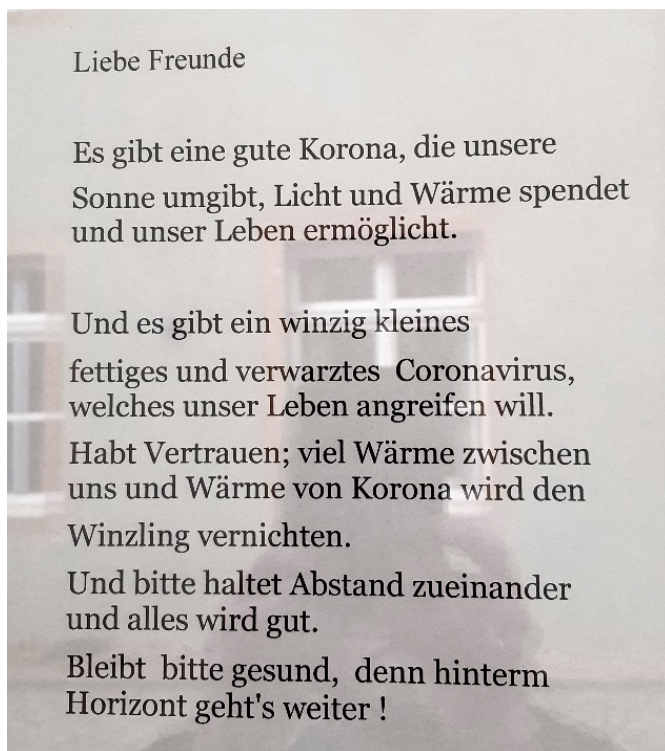 Liebe Freunde
Es gibt eine gute Korona, die unsere
Sonne umgibt, Licht und Wärme spendet
und unser Leben ermöglicht.
Und es gibt ein winzig kleines
fettiges und verwarztes Coronavirus,
welches unser Leben angreifen will.
Habt Vertrauen; viel Wärme zwischen
uns und Wärme von Korona wird den
Winzling vernichten.
Und bitte haltet Abstand zueinander
und alles wird gut.
Bleibt bitte gesund, denn hinterm
Horizont geht's weiter !